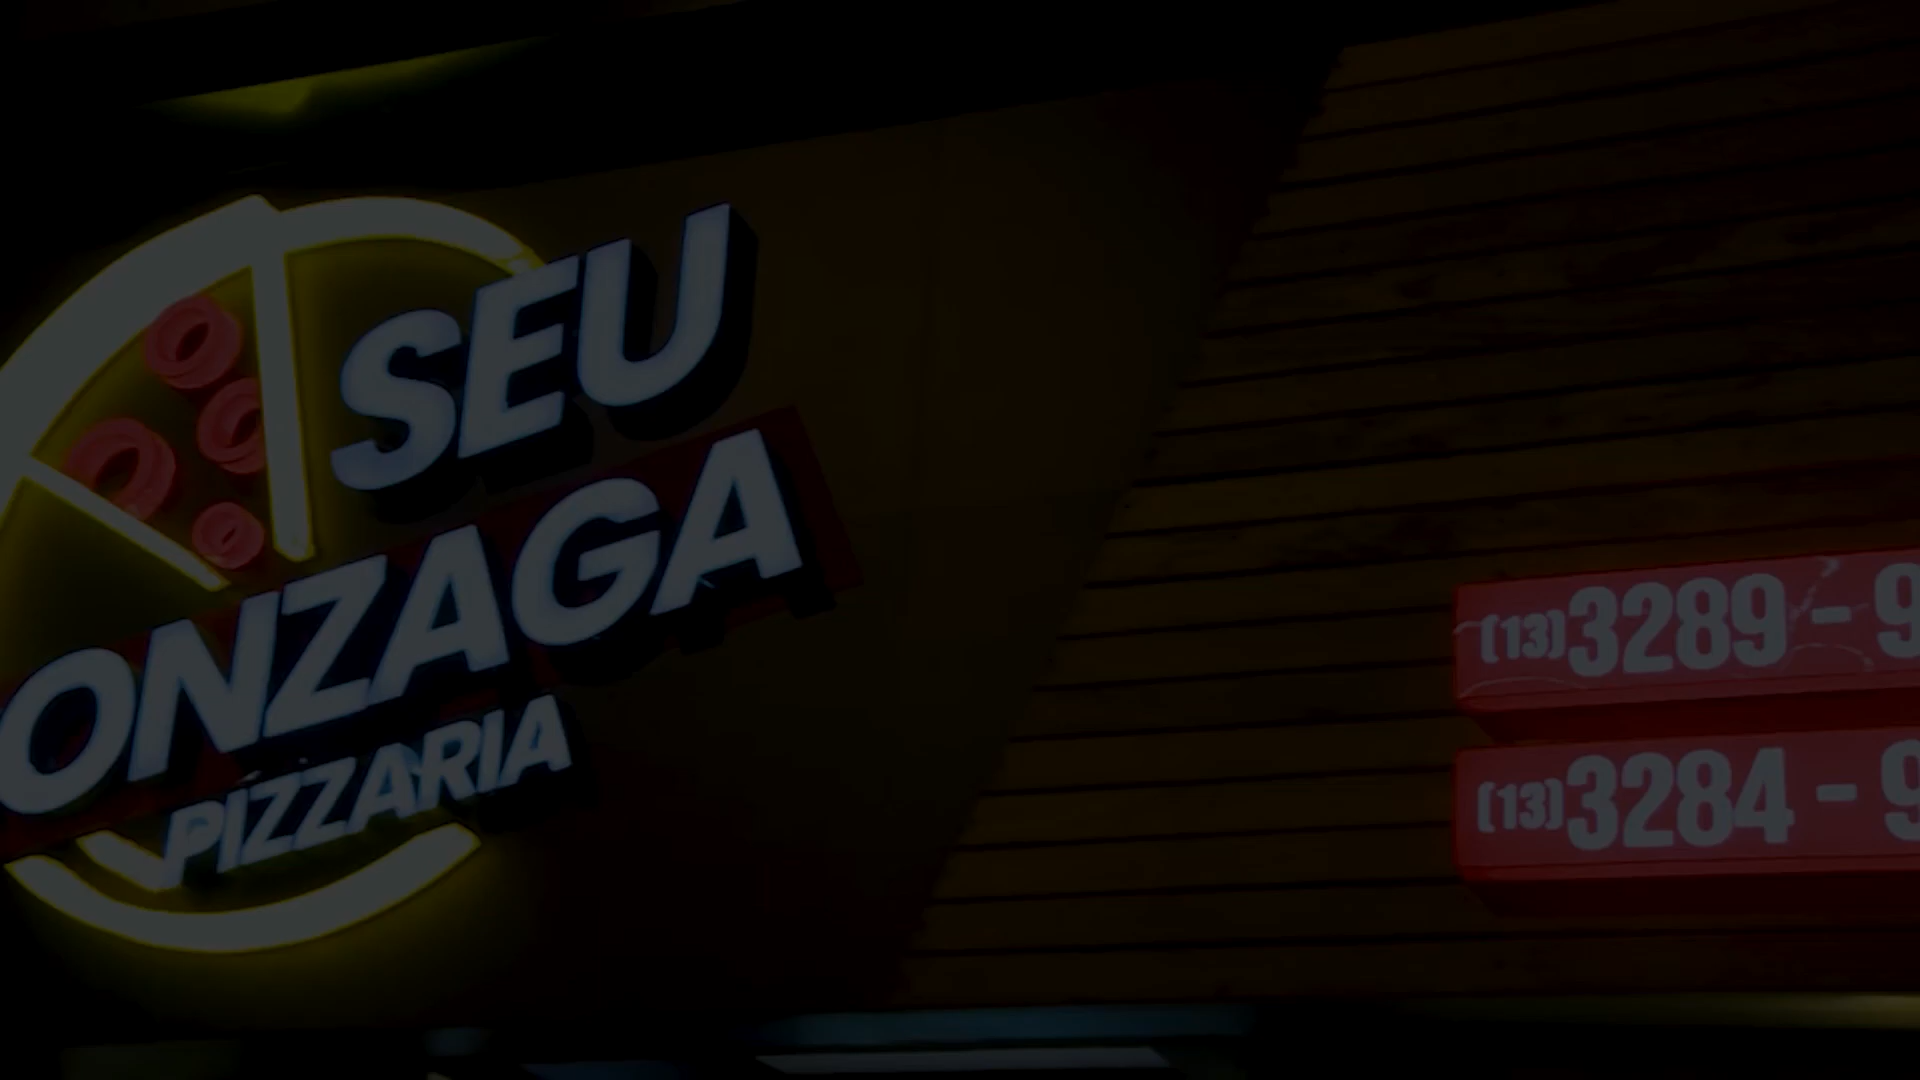 SEU
ONZAGA
PIZZARIA
(13)3289 - 9
(13)3284 - 9